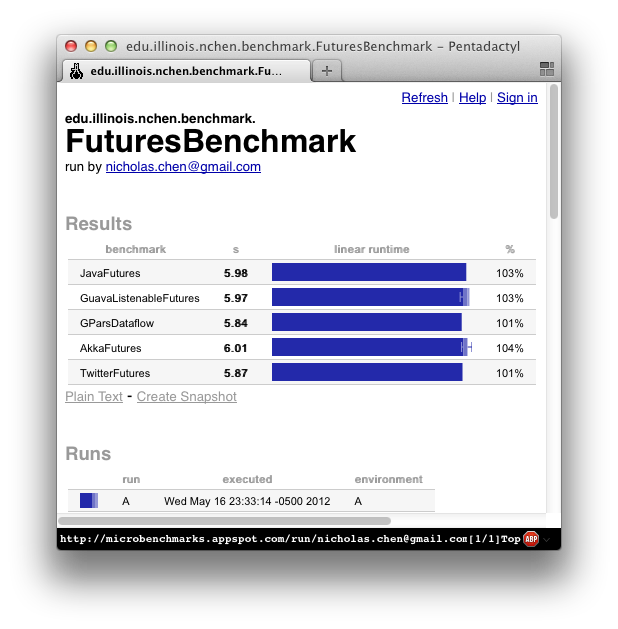 edu.illinois.nchen.benchmark.FuturesBenchmark – Pentadactyl
edu.illinois.nchen.benchmark.Fu...
Refresh | Help | Sign in
edu.illinois.nchen.benchmark.
FuturesBenchmark
run by nicholas.chen@gmail.com
Results
benchmark s linear runtime %
JavaFutures 5.98 103%
GuavaListenableFutures 5.97 103%
GParsDataflow 5.84 101%
AkkaFutures 6.01 104%
TwitterFutures 5.87 101%
Plain Text - Create Snapshot
Runs
run executed environment
A Wed May 16 23:33:14 -0500 2012 A
http://microbenchmarks.appspot.com/run/nicholas.chen@gmail.com[1/1]Top ABP